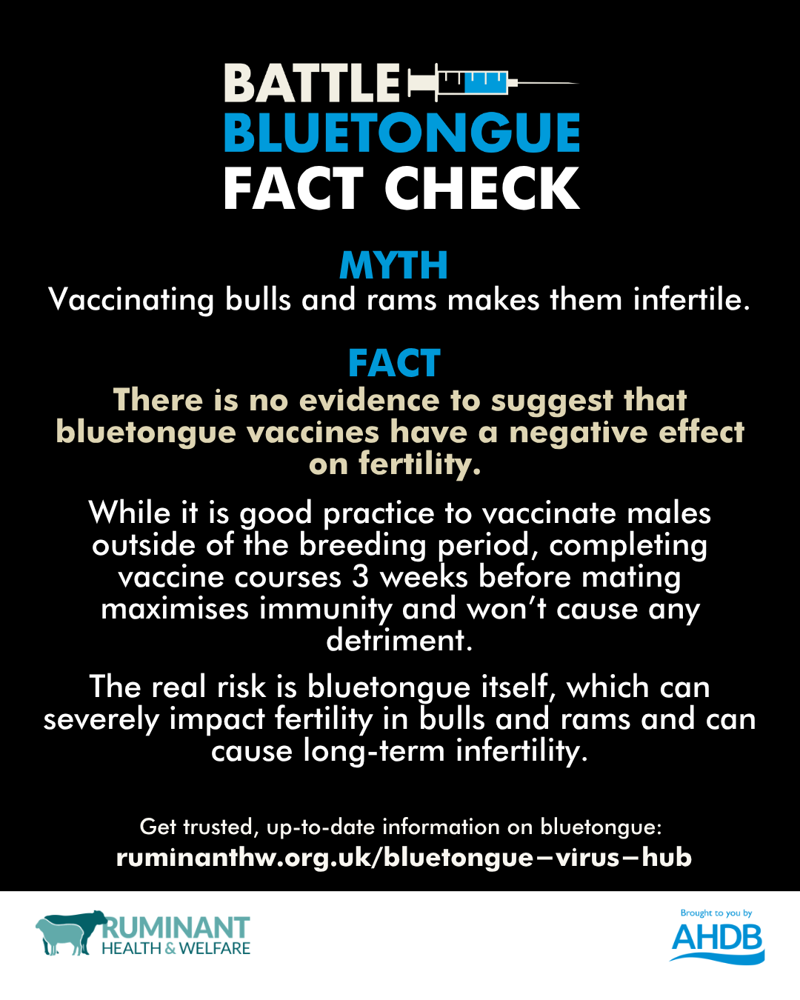 BATTLE
BLUETONGUE
FACT CHECK
MYTH
Vaccinating bulls and rams makes them infertile.
FACT
There is no evidence to suggest that
bluetongue vaccines have a negative effect
on fertility.
While it is good practice to vaccinate males
outside of the breeding period, completing
vaccine courses 3 weeks before mating
maximises immunity and won’t cause any
detriment.
The real risk is bluetongue itself, which can
severely impact fertility in bulls and rams and can
cause long-term infertility.
Get trusted, up-to-date information on bluetongue:
ruminanthw.org.uk/bluetongue–virus–hub
RUMINANT
HEALTH & WELFARE
Brought to you by
AHDB